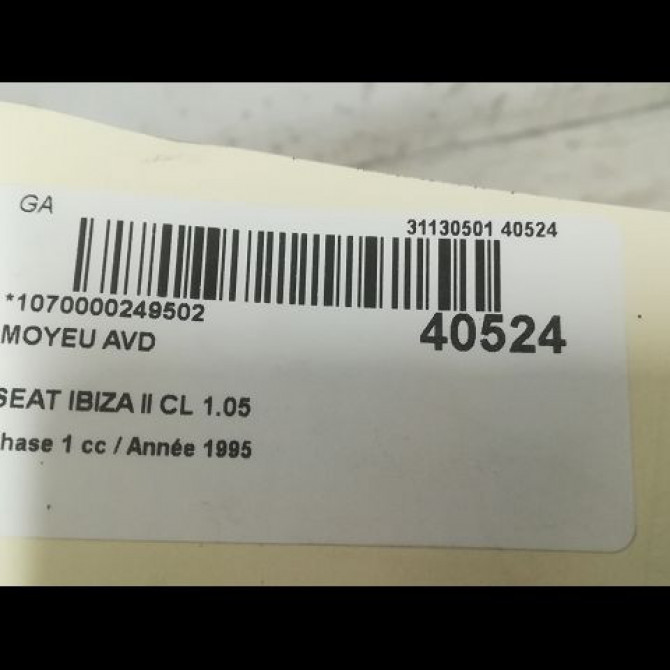 GA
31130501 40524
*1070000249502
40524
MOYEU AVD
SEAT IBIZA II CL 1.05
hase 1 cc / Année 1995